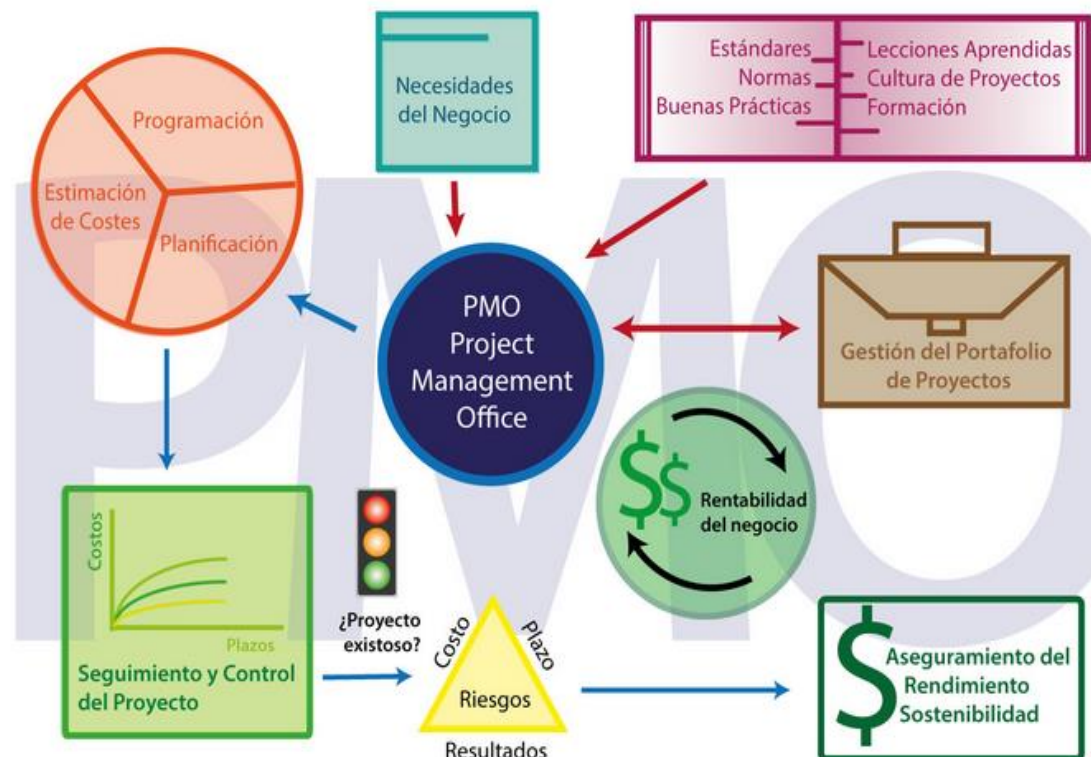 PMO
Programación
Estimación
de Costes
Planificación
Necesidades
del Negocio
Estándares
Normas
Buenas Prácticas
Lecciones Aprendidas
Cultura de Proyectos
Formación
PMO
Project
Management
Office
Gestión del Portafolio
de Proyectos
$$
Rentabilidad
del negocio
Costos
Plazos
Seguimiento y Control
del Proyecto
¿Proyecto
existoso?
Costo
Plazo
Riesgos
Resultados
$
Aseguramiento del
Rendimiento
Sostenibilidad